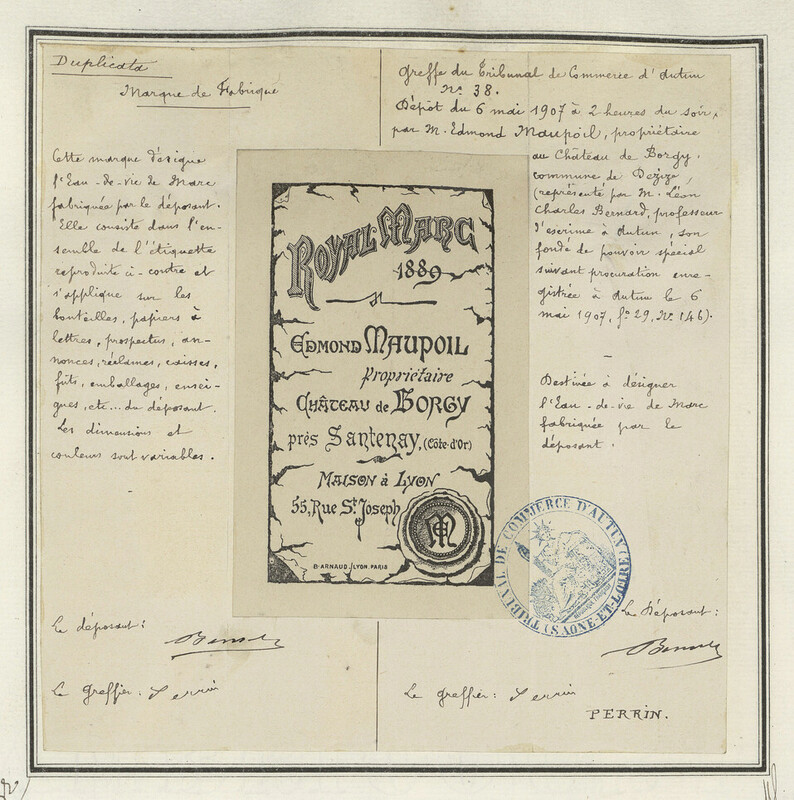 Duplicata
Marque de Fabrique
Cette marque désigne
l'Eau-de-vie de Marc
fabriquée par le déposant.
Elle consiste dans l'en-
semble de l'étiquette
reproduite ci-contre et
s'applique sur les
bouteilles, papiers à
lettres, prospectus, an-
nonces, réclames, caisses,
fûts, emballages, ensei-
gnes, etc... du déposant.
Les dimensions et
couleurs sont variables.
Le déposant:
Le greffier: Perrin
Greffe du Tribunal de Commerce d'Autun
No 38.
Dépôt du 6 mai 1907 à 2 heures du soir,
par M. Edmond Maupoil, propriétaire
au Château de Borgy,
commune de Dezize,
(représenté par M. Léon
Charles Bernard, professeur
d'escrime à Autun, son
fondé de pouvoir spécial
suivant procuration enre-
gistrée à Autun le 6
mai 1907, fo 29, No 146).
Destinée à désigner
l'Eau-de-vie de Marc
fabriquée par le
déposant.
ROYAL-MARC
1889
EDMOND MAUPOIL
Propriétaire
CHÂTEAU de BORGY
près Santenay, (Côte-d'Or)
MAISON à LYON
55, Rue St Joseph
M
B. ARNAUD, LYON. PARIS
TRIBUNAL DE COMMERCE D'AUTUN (SAONE-ET-LOIRE)
Le Déposant:
Le greffier: Perrin
PERRIN.